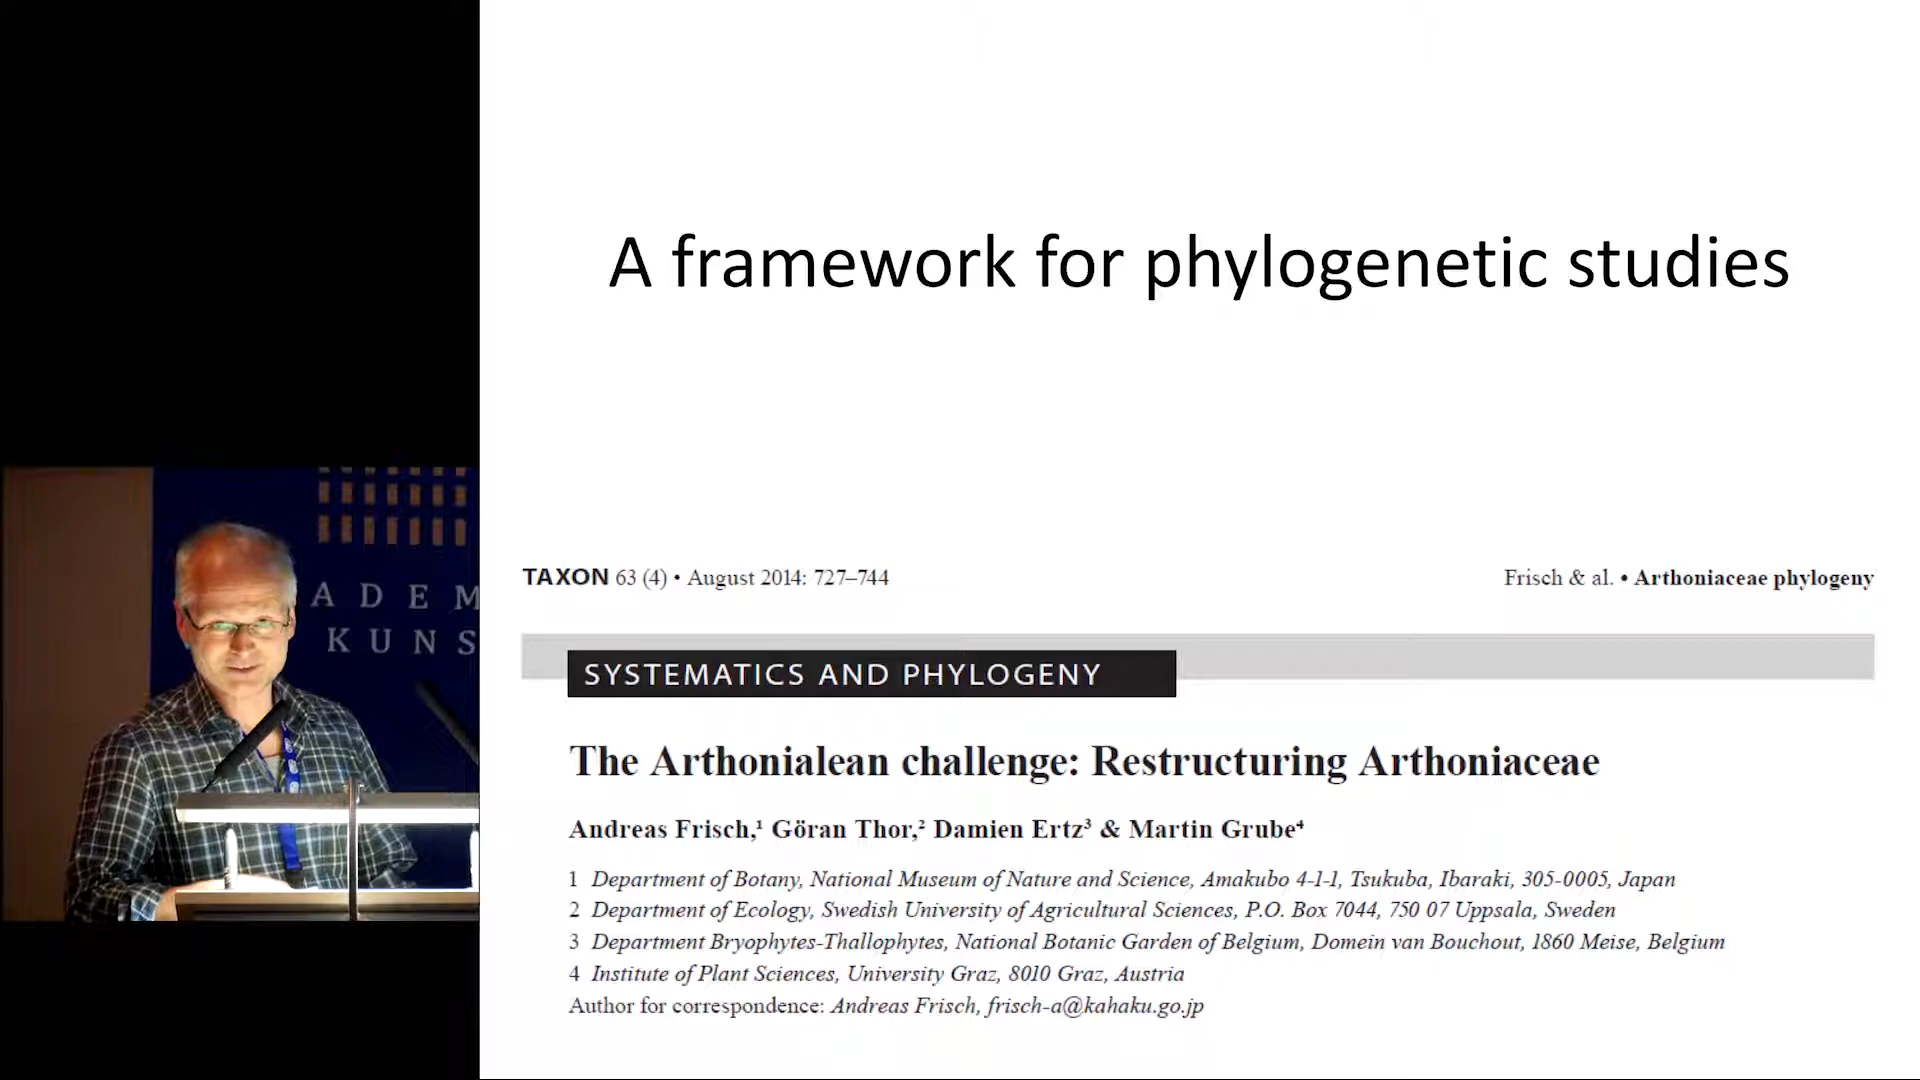 A framework for phylogenetic studies
TAXON 63 (4) • August 2014: 727–744
Frisch & al. • Arthoniaceae phylogeny
SYSTEMATICS AND PHYLOGENY
The Arthonialean challenge: Restructuring Arthoniaceae
Andreas Frisch,¹ Göran Thor,² Damien Ertz³ & Martin Grube⁴
1 Department of Botany, National Museum of Nature and Science, Amakubo 4-1-1, Tsukuba, Ibaraki, 305-0005, Japan
2 Department of Ecology, Swedish University of Agricultural Sciences, P.O. Box 7044, 750 07 Uppsala, Sweden
3 Department Bryophytes-Thallophytes, National Botanic Garden of Belgium, Domein van Bouchout, 1860 Meise, Belgium
4 Institute of Plant Sciences, University Graz, 8010 Graz, Austria
Author for correspondence: Andreas Frisch, frisch-a@kahaku.go.jp
ADEM
KUNS